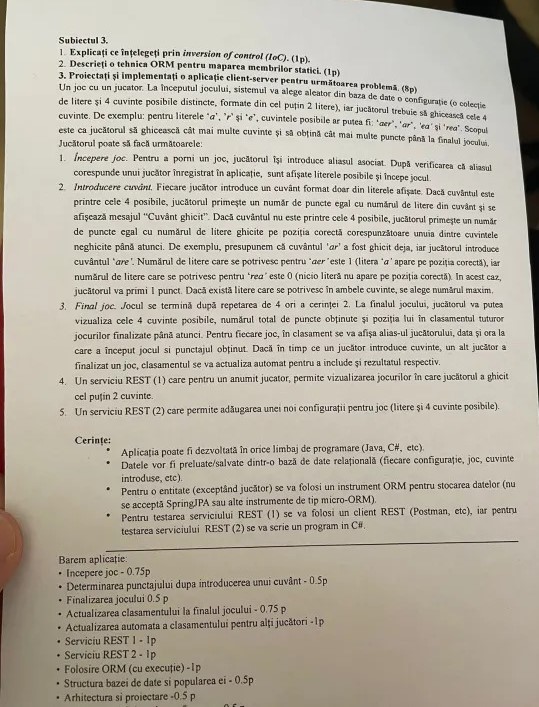 Subiectul 3.
1. Explicați ce înțelegeți prin inversion of control (IoC). (1p).
2. Descrieți o tehnica ORM pentru maparea membrilor statici. (1p)
3. Proiectați și implementați o aplicație client-server pentru următoarea problemă. (8p)
Un joc cu un jucator. La începutul jocului, sistemul va alege aleator din baza de date o configurație (o colecție
de litere și 4 cuvinte posibile distincte, formate din cel puțin 2 litere), iar jucătorul trebuie să ghicească cele 4
cuvinte. De exemplu: pentru literele 'a', 'r' și 'e', cuvintele posibile ar putea fi: 'aer', 'ar', 'ea' și 'rea'. Scopul
este ca jucătorul să ghicească cât mai multe cuvinte și să obțină cât mai multe puncte până la finalul jocului.
Jucătorul poate să facă următoarele:
1. Începere joc. Pentru a porni un joc, jucătorul își introduce aliasul asociat. După verificarea că aliasul
corespunde unui jucător înregistrat în aplicație, sunt afișate literele posibile și începe jocul.
2. Introducere cuvânt. Fiecare jucător introduce un cuvânt format doar din literele afișate. Dacă cuvântul este
printre cele 4 posibile, jucătorul primește un număr de puncte egal cu numărul de litere din cuvânt și se
afișează mesajul "Cuvânt ghicit". Dacă cuvântul nu este printre cele 4 posibile, jucătorul primește un număr
de puncte egal cu numărul de litere ghicite pe poziția corectă corespunzătoare unuia dintre cuvintele
neghicite până atunci. De exemplu, presupunem că cuvântul 'ar' a fost ghicit deja, iar jucătorul introduce
cuvântul 'are'. Numărul de litere care se potrivesc pentru 'aer' este 1 (litera 'a' apare pe poziția corectă), iar
numărul de litere care se potrivesc pentru 'rea' este 0 (nicio literă nu apare pe poziția corectă). In acest caz,
jucătorul va primi 1 punct. Dacă există litere care se potrivesc în ambele cuvinte, se alege numărul maxim.
3. Final joc. Jocul se termină după repetarea de 4 ori a cerinței 2. La finalul jocului, jucătorul va putea
vizualiza cele 4 cuvinte posibile, numărul total de puncte obținute și poziția lui în clasamentul tuturor
jocurilor finalizate până atunci. Pentru fiecare joc, în clasament se va afișa alias-ul jucătorului, data și ora la
care a început jocul si punctajul obținut. Dacă in timp ce un jucător introduce cuvinte, un alt jucător a
finalizat un joc, clasamentul se va actualiza automat pentru a include și rezultatul respectiv.
4. Un serviciu REST (1) care pentru un anumit jucator, permite vizualizarea jocurilor în care jucătorul a ghicit
cel puțin 2 cuvinte.
5. Un serviciu REST (2) care permite adăugarea unei noi configurații pentru joc (litere și 4 cuvinte posibile).
Cerințe:
• Aplicația poate fi dezvoltată în orice limbaj de programare (Java, C#, etc).
• Datele vor fi preluate/salvate dintr-o bază de date relațională (fiecare configurație, joc, cuvinte
introduse, etc).
• Pentru o entitate (exceptând jucător) se va folosi un instrument ORM pentru stocarea datelor (nu
se acceptă SpringJPA sau alte instrumente de tip micro-ORM).
• Pentru testarea serviciului REST (1) se va folosi un client REST (Postman, etc), iar pentru
testarea serviciului REST (2) se va scrie un program in C#.
Barem aplicație:
• Incepere joc - 0.75p
• Determinarea punctajului dupa introducerea unui cuvânt - 0.5p
• Finalizarea jocului 0.5 p
• Actualizarea clasamentului la finalul jocului - 0.75 p
• Actualizarea automata a clasamentului pentru alți jucători - 1p
• Serviciu REST 1 - 1p
• Serviciu REST 2 - 1p
• Folosire ORM (cu execuție) - 1p
• Structura bazei de date si popularea ei - 0.5p
• Arhitectura si proiectare -0.5 p